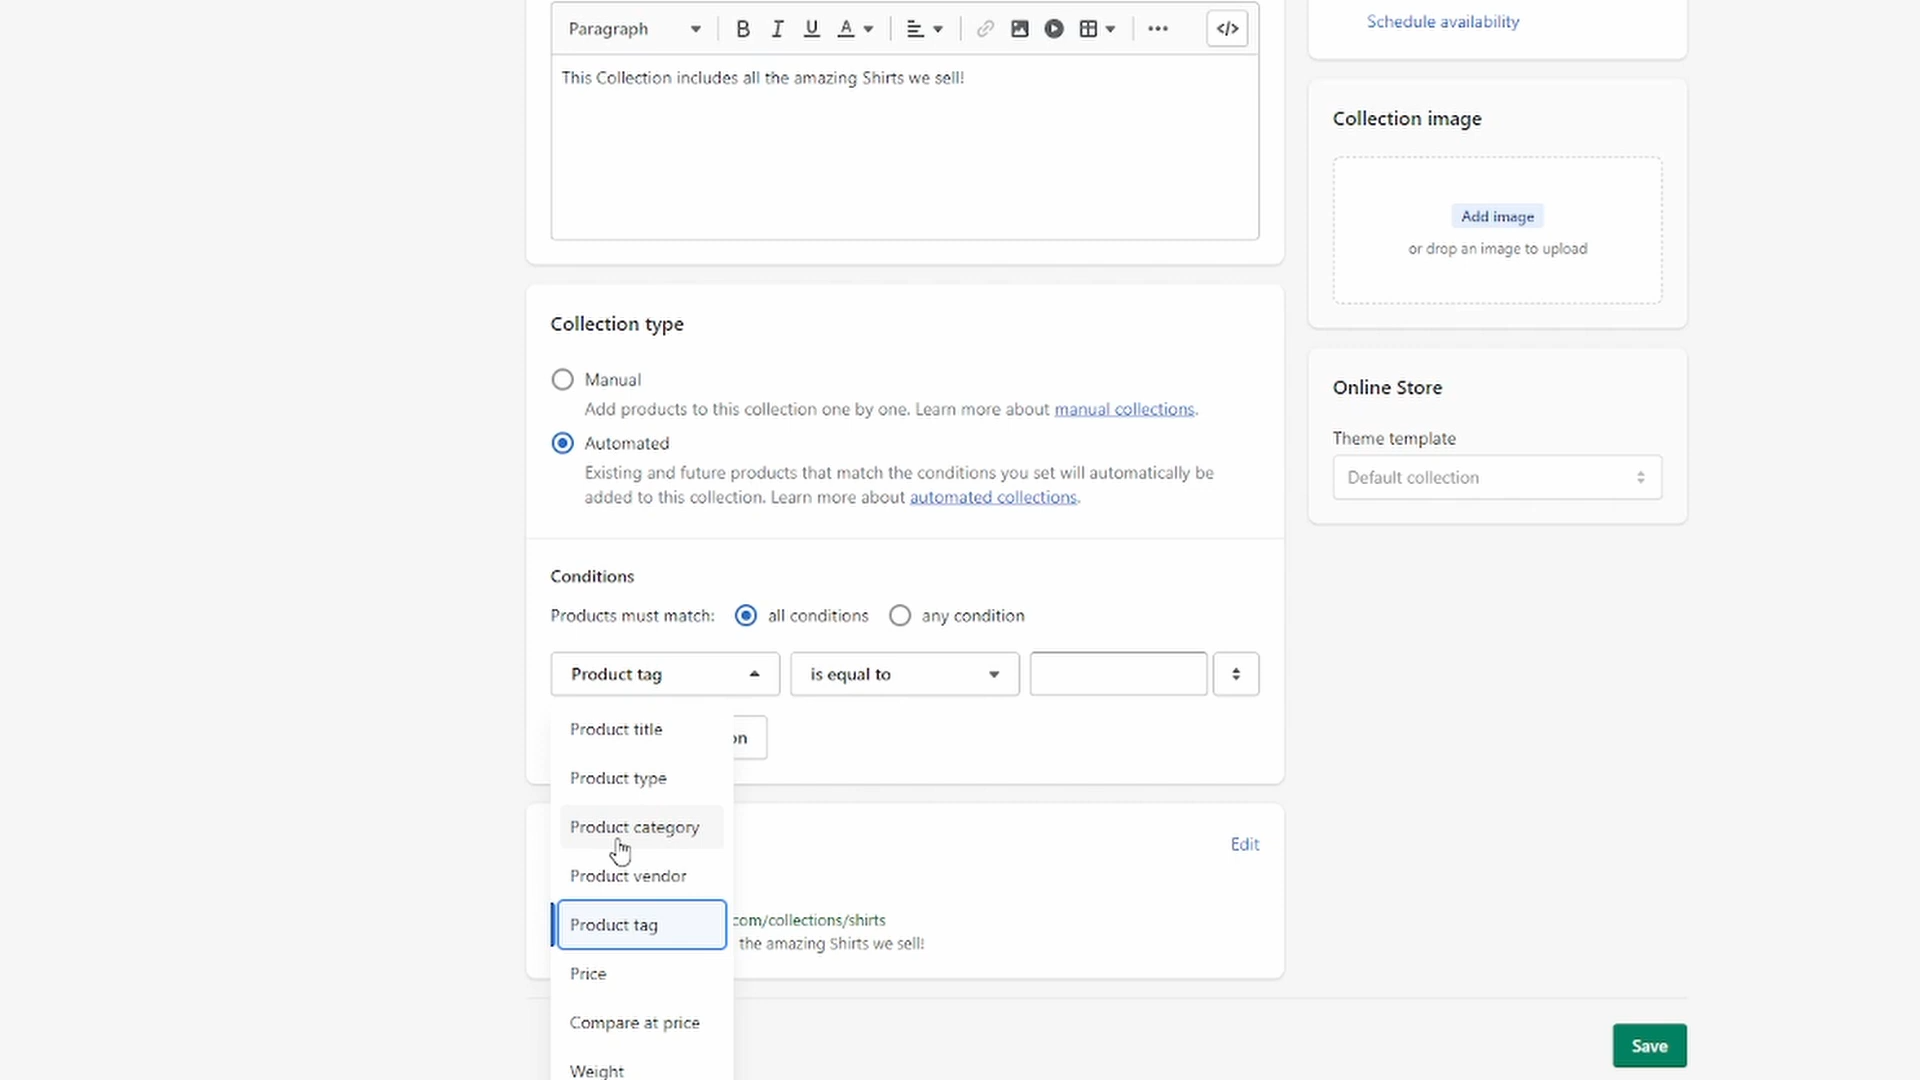 Paragraph
B I U A
</>
Schedule availability
This Collection includes all the amazing Shirts we sell!
Collection image
Add image
or drop an image to upload
Collection type
Manual
Add products to this collection one by one. Learn more about manual collections.
Automated
Existing and future products that match the conditions you set will automatically be
added to this collection. Learn more about automated collections.
Online Store
Theme template
Default collection
Conditions
Products must match: all conditions any condition
Product tag is equal to
Product title
on
Product type
Product category
Edit
Product vendor
Product tag
com/collections/shirts
the amazing Shirts we sell!
Price
Compare at price
Weight
Save